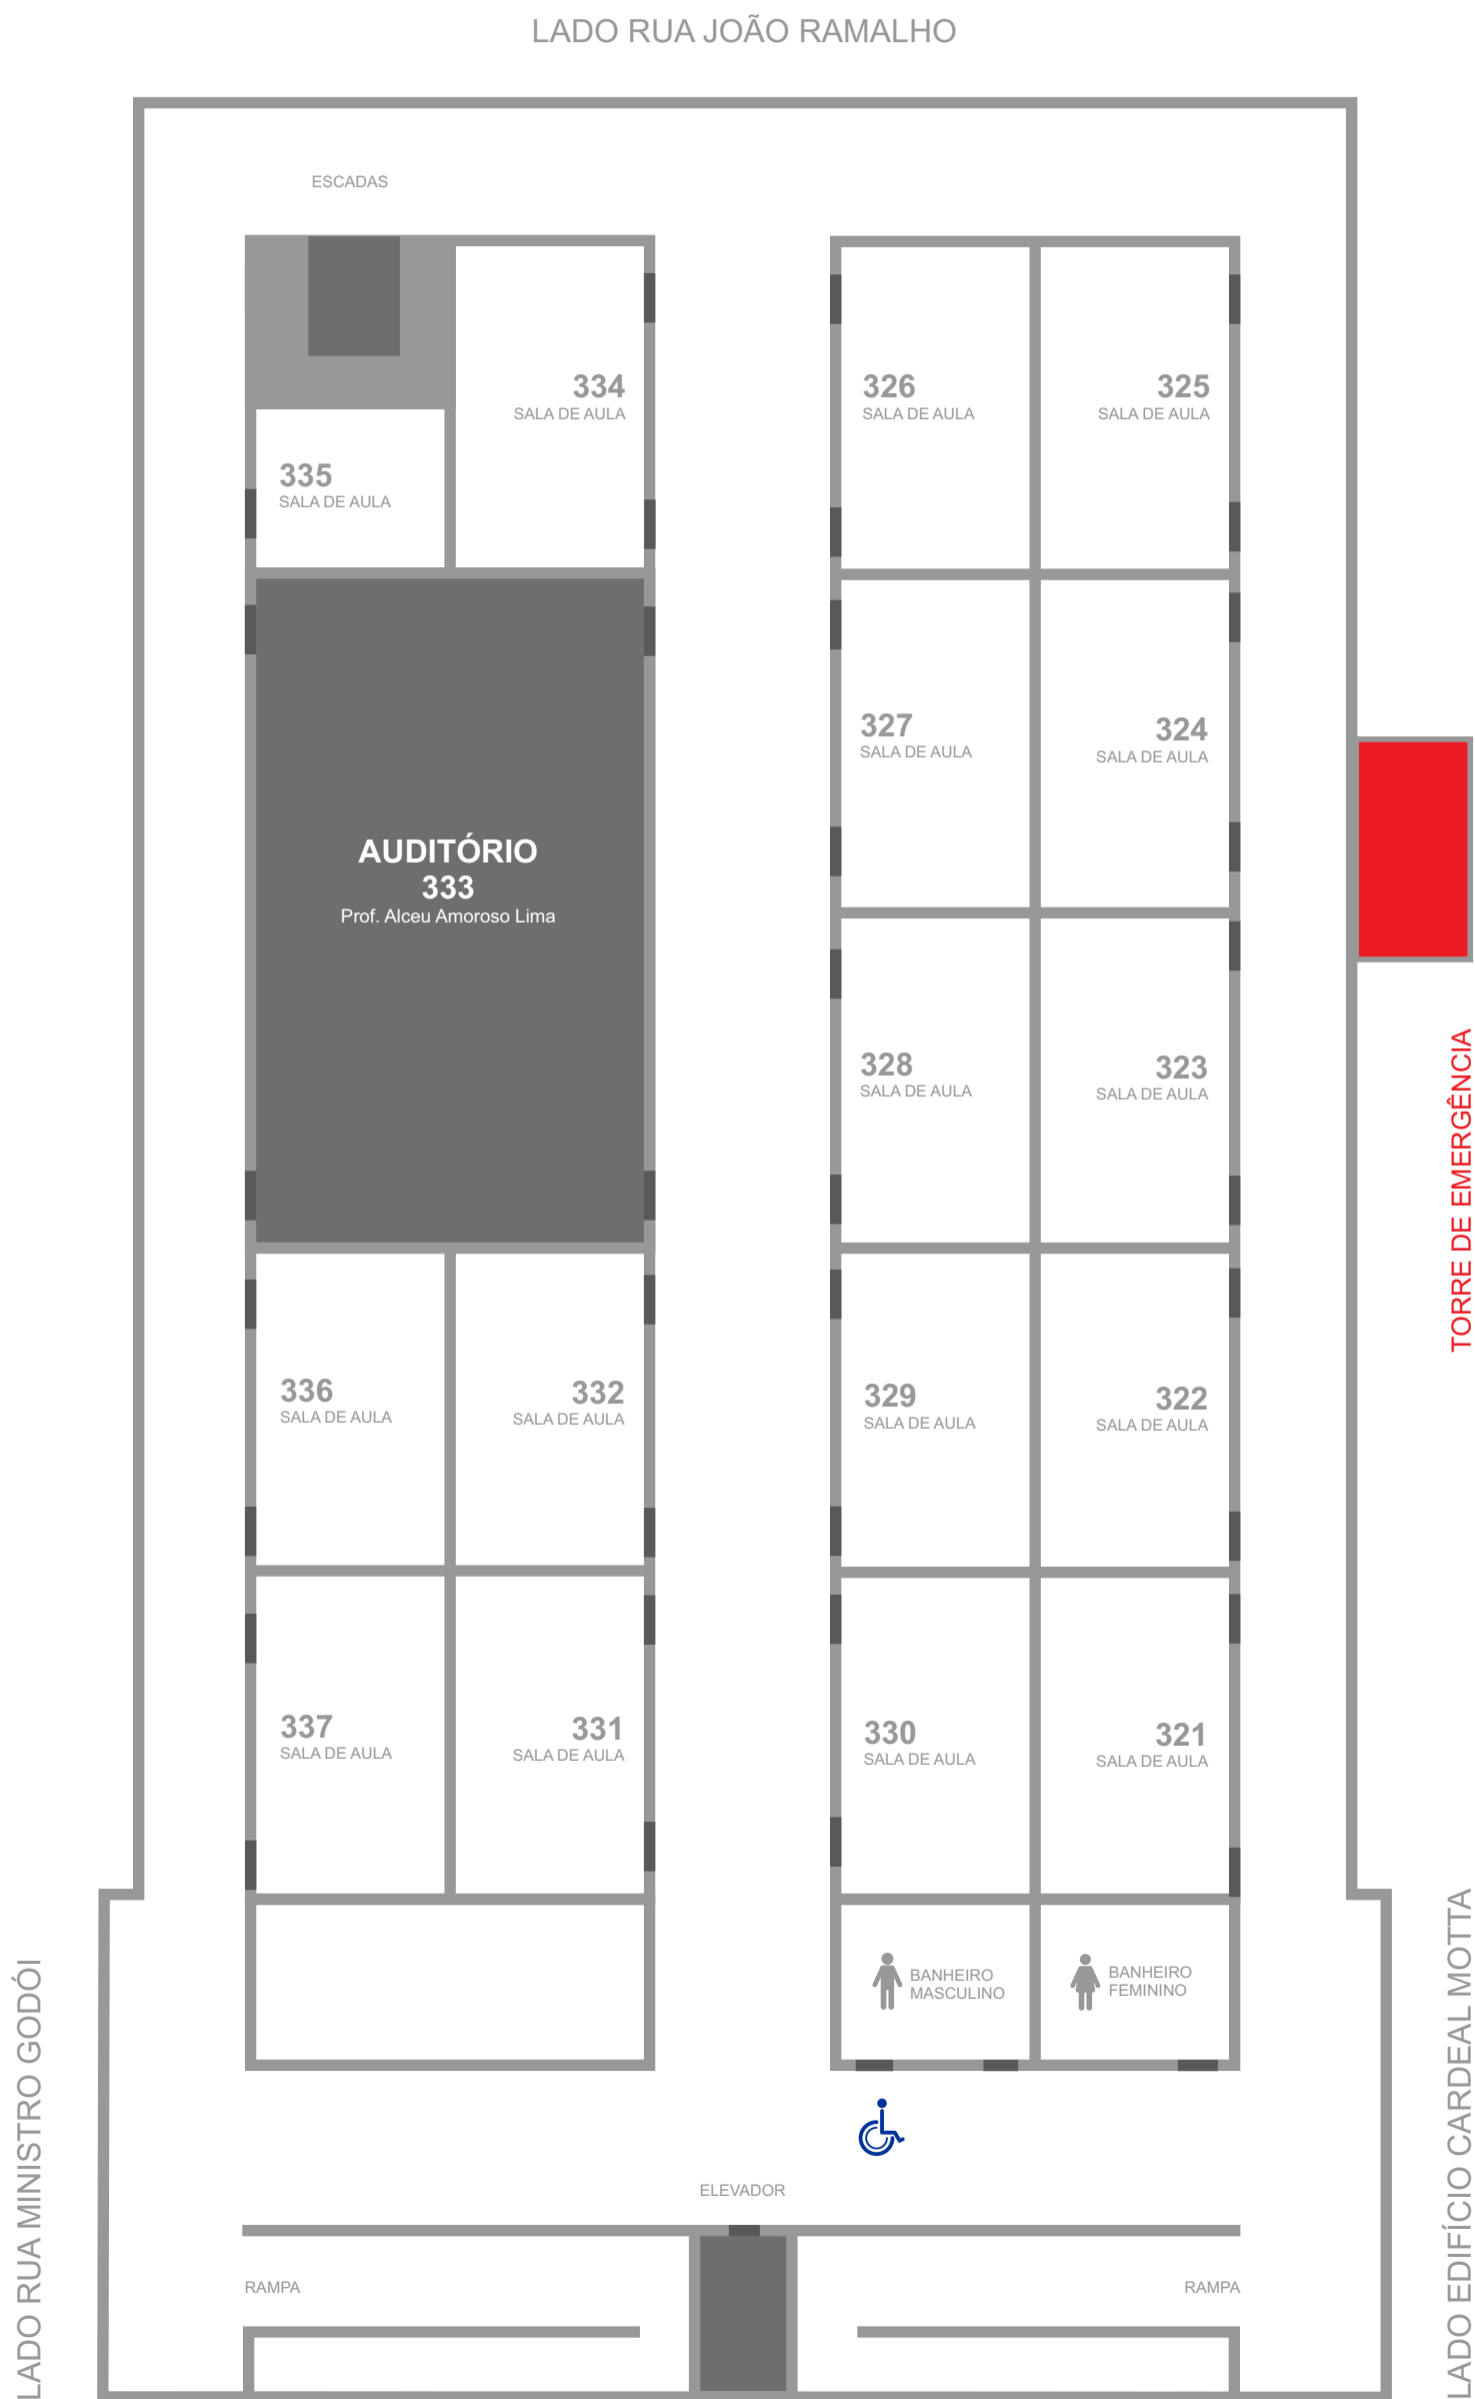 LADO RUA JOÃO RAMALHO
ESCADAS
334
SALA DE AULA
326
SALA DE AULA
325
SALA DE AULA
335
SALA DE AULA
327
SALA DE AULA
324
SALA DE AULA
AUDITÓRIO
333
Prof. Alceu Amoroso Lima
328
SALA DE AULA
323
SALA DE AULA
TORRE DE EMERGÊNCIA
336
SALA DE AULA
332
SALA DE AULA
329
SALA DE AULA
322
SALA DE AULA
337
SALA DE AULA
331
SALA DE AULA
330
SALA DE AULA
321
SALA DE AULA
BANHEIRO
MASCULINO
BANHEIRO
FEMININO
LADO RUA MINISTRO GODÓI
LADO EDIFÍCIO CARDEAL MOTTA
ELEVADOR
RAMPA
RAMPA